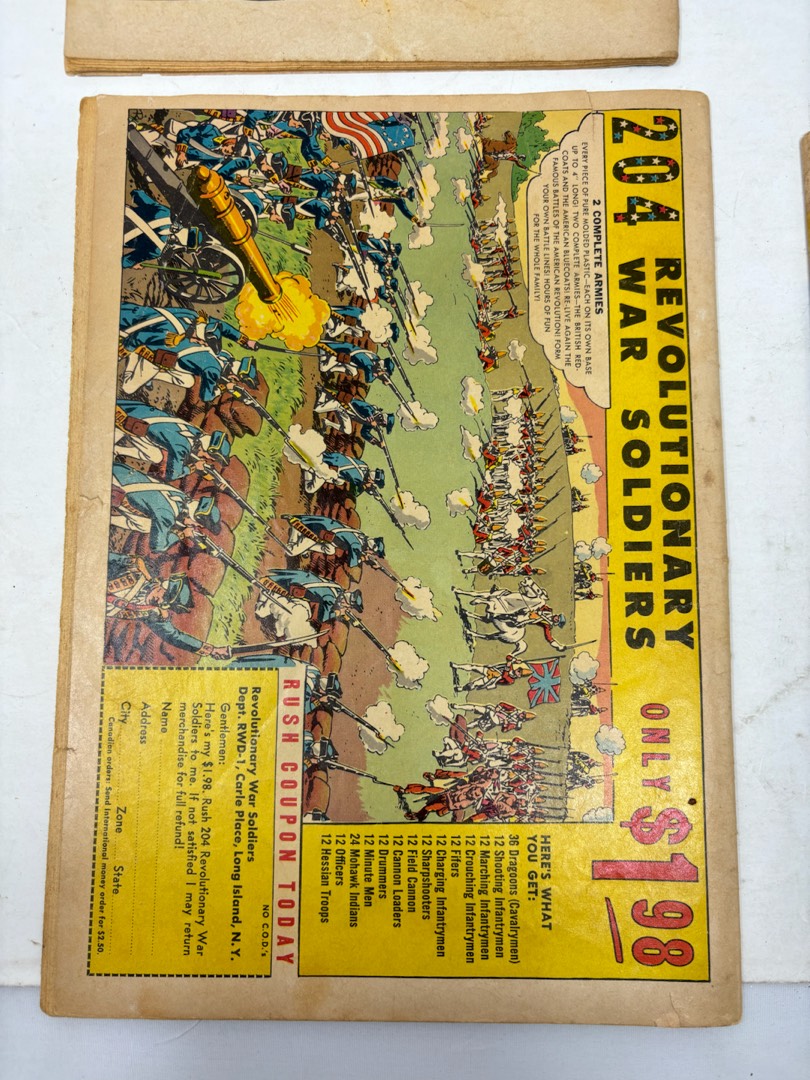 204 REVOLUTIONARY
WAR SOLDIERS
ONLY $1.98
2 COMPLETE ARMIES
EVERY PIECE OF PURE MOLDED PLASTIC—EACH ON ITS OWN BASE
UP TO 4" LONG! TWO COMPLETE ARMIES—THE BRITISH RED-
COATS AND THE AMERICAN BLUECOATS! RE-LIVE AGAIN THE
FAMOUS BATTLES OF THE AMERICAN REVOLUTION! FORM
YOUR OWN BATTLE LINES! HOURS OF FUN
FOR THE WHOLE FAMILY!
HERE'S WHAT
YOU GET:
36 Dragoons (Cavalrymen)
12 Shooting Infantrymen
12 Marching Infantrymen
12 Crouching Infantrymen
12 Fifers
12 Charging Infantrymen
12 Sharpshooters
12 Field Cannon
12 Cannon Loaders
12 Drummers
12 Minute Men
24 Mohawk Indians
12 Officers
12 Hessian Troops
RUSH COUPON TODAY
NO C.O.D.'s
Revolutionary War Soldiers
Dept. RWD-1, Carle Place, Long Island, N.Y.
Gentlemen:
Here's my $1.98. Rush 204 Revolutionary War
Soldiers to me. If not satisfied I may return
merchandise for full refund!
Name
Address
City Zone State
Canadian orders: Send international money order for $2.50.